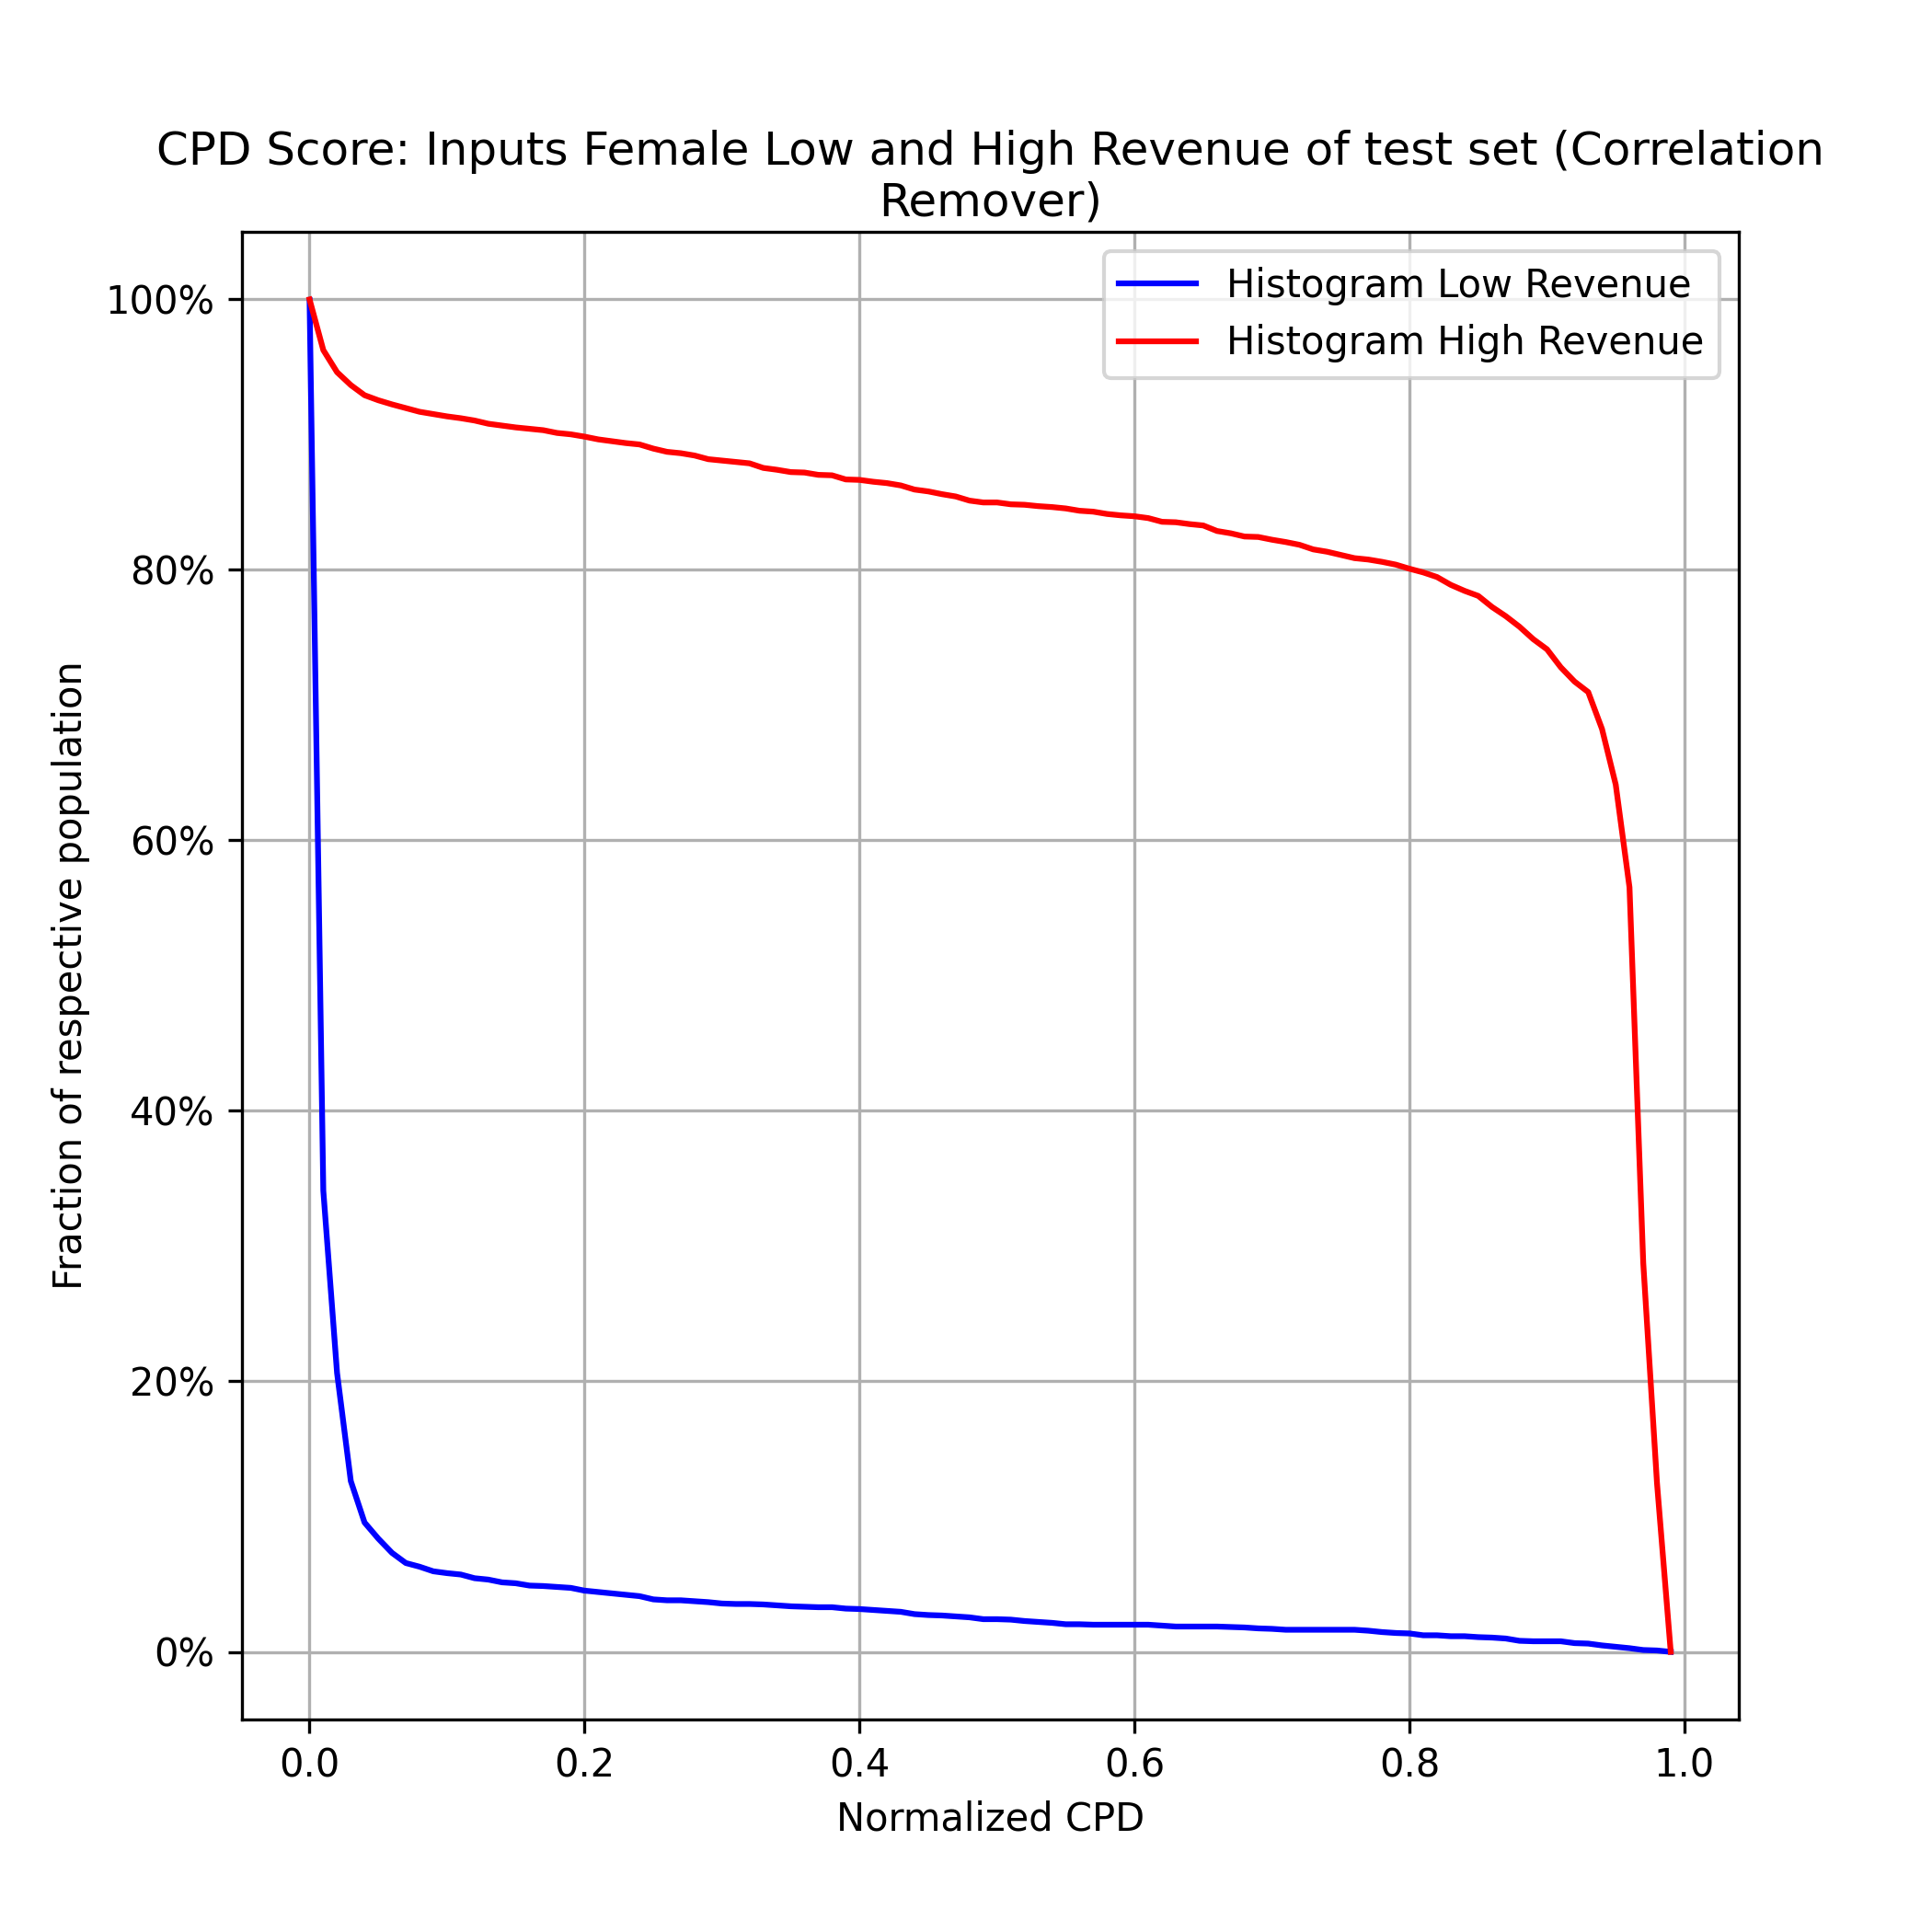 CPD Score: Inputs Female Low and High Revenue of test set (Correlation
Remover)
Histogram Low Revenue
Histogram High Revenue
100%
80%
60%
40%
20%
0%
Fraction of respective population
0.0 0.2 0.4 0.6 0.8 1.0
Normalized CPD